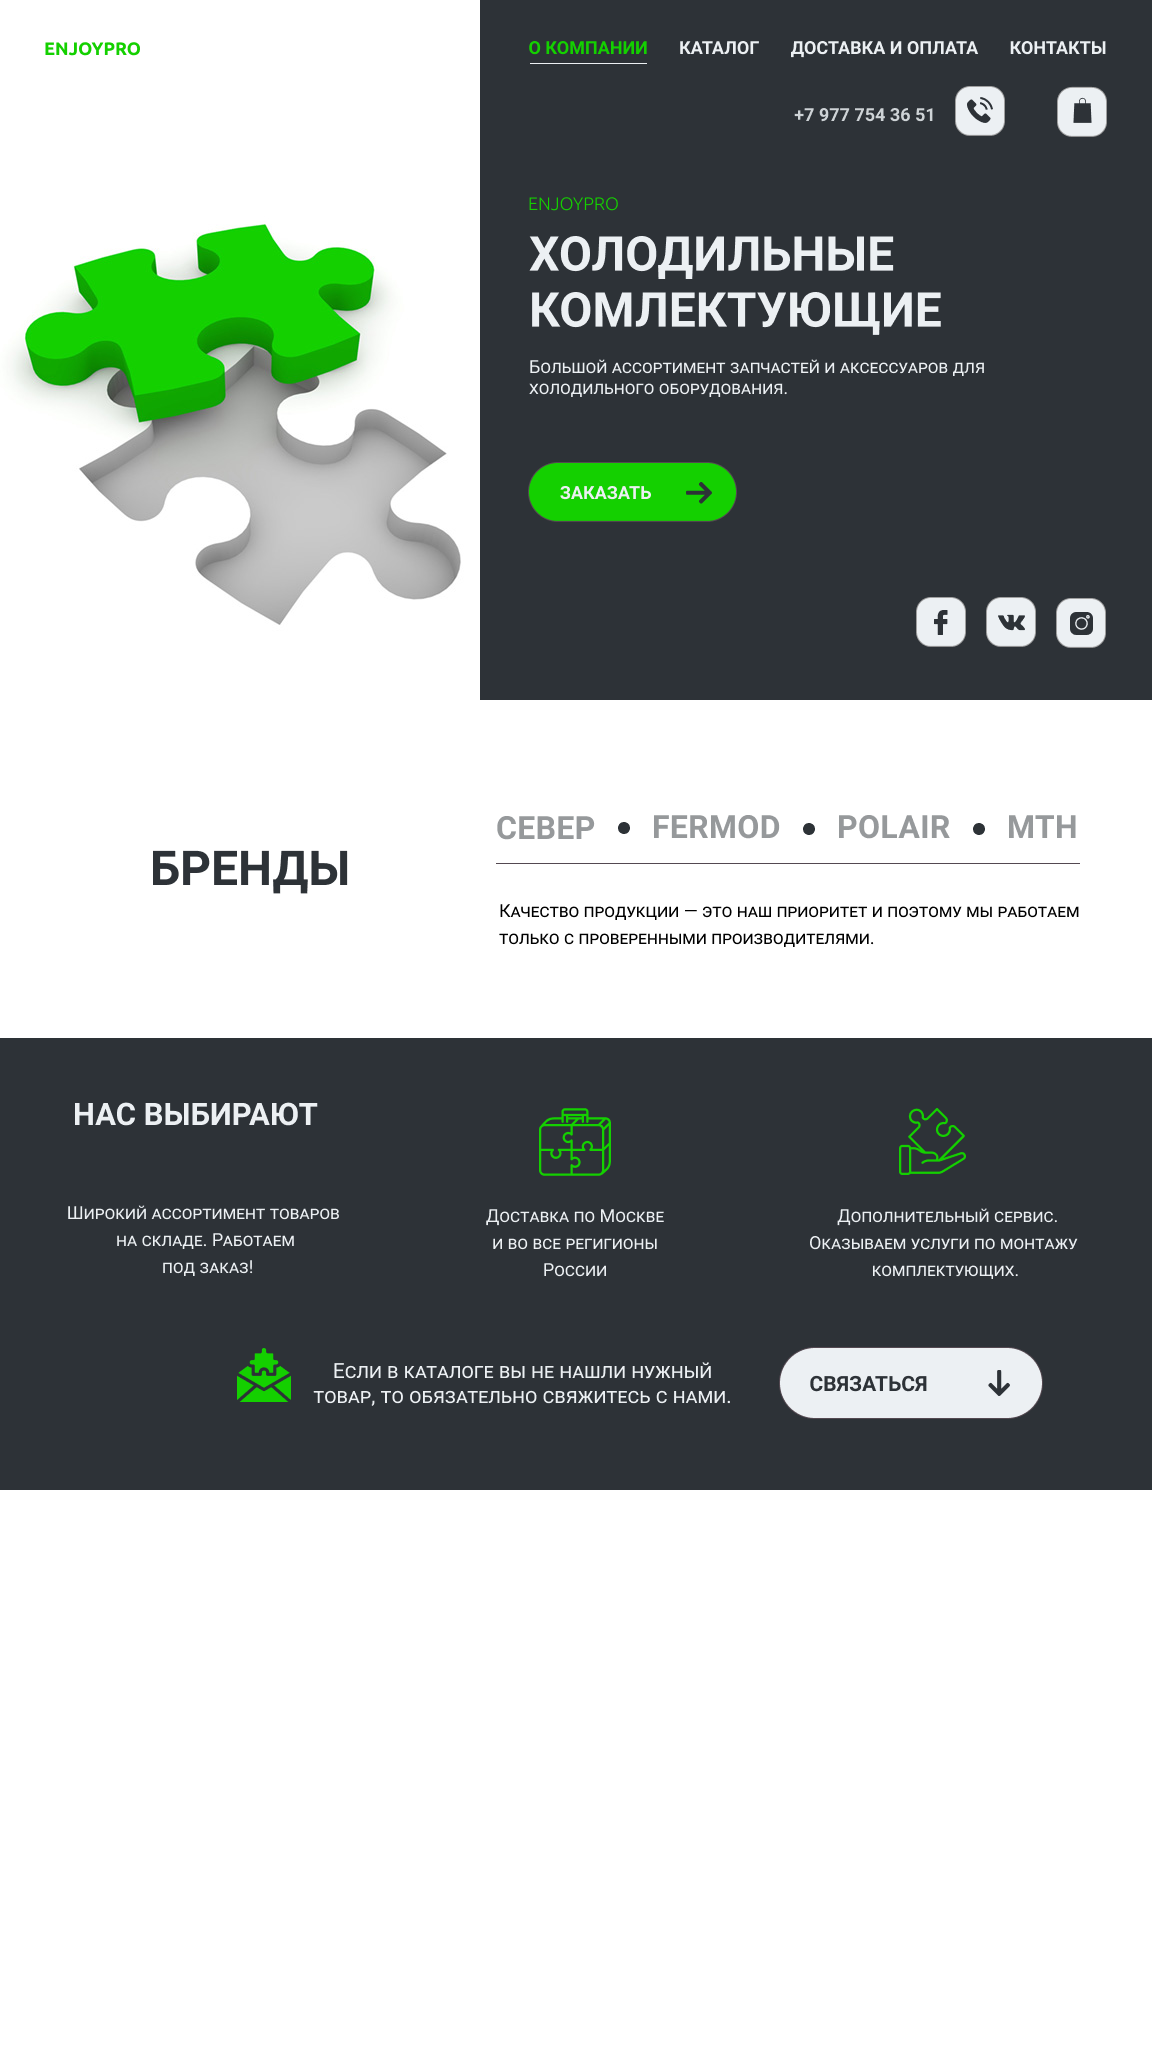 ENJOYPRO
О КОМПАНИИ КАТАЛОГ ДОСТАВКА И ОПЛАТА КОНТАКТЫ
+7 977 754 36 51
ENJOYPRO
ХОЛОДИЛЬНЫЕ
КОМЛЕКТУЮЩИЕ
Большой ассортимент запчастей и аксессуаров для
холодильного оборудования.
ЗАКАЗАТЬ
СЕВЕР • FERMOD • POLAIR • МТН
БРЕНДЫ
Качество продукции — это наш приоритет и поэтому мы работаем
только с проверенными производителями.
НАС ВЫБИРАЮТ
Широкий ассортимент товаров
на складе. Работаем
под заказ!
Доставка по Москве
и во все регигионы
России
Дополнительный сервис.
Оказываем услуги по монтажу
комплектующих.
Если в каталоге вы не нашли нужный
товар, то обязательно свяжитесь с нами.
СВЯЗАТЬСЯ